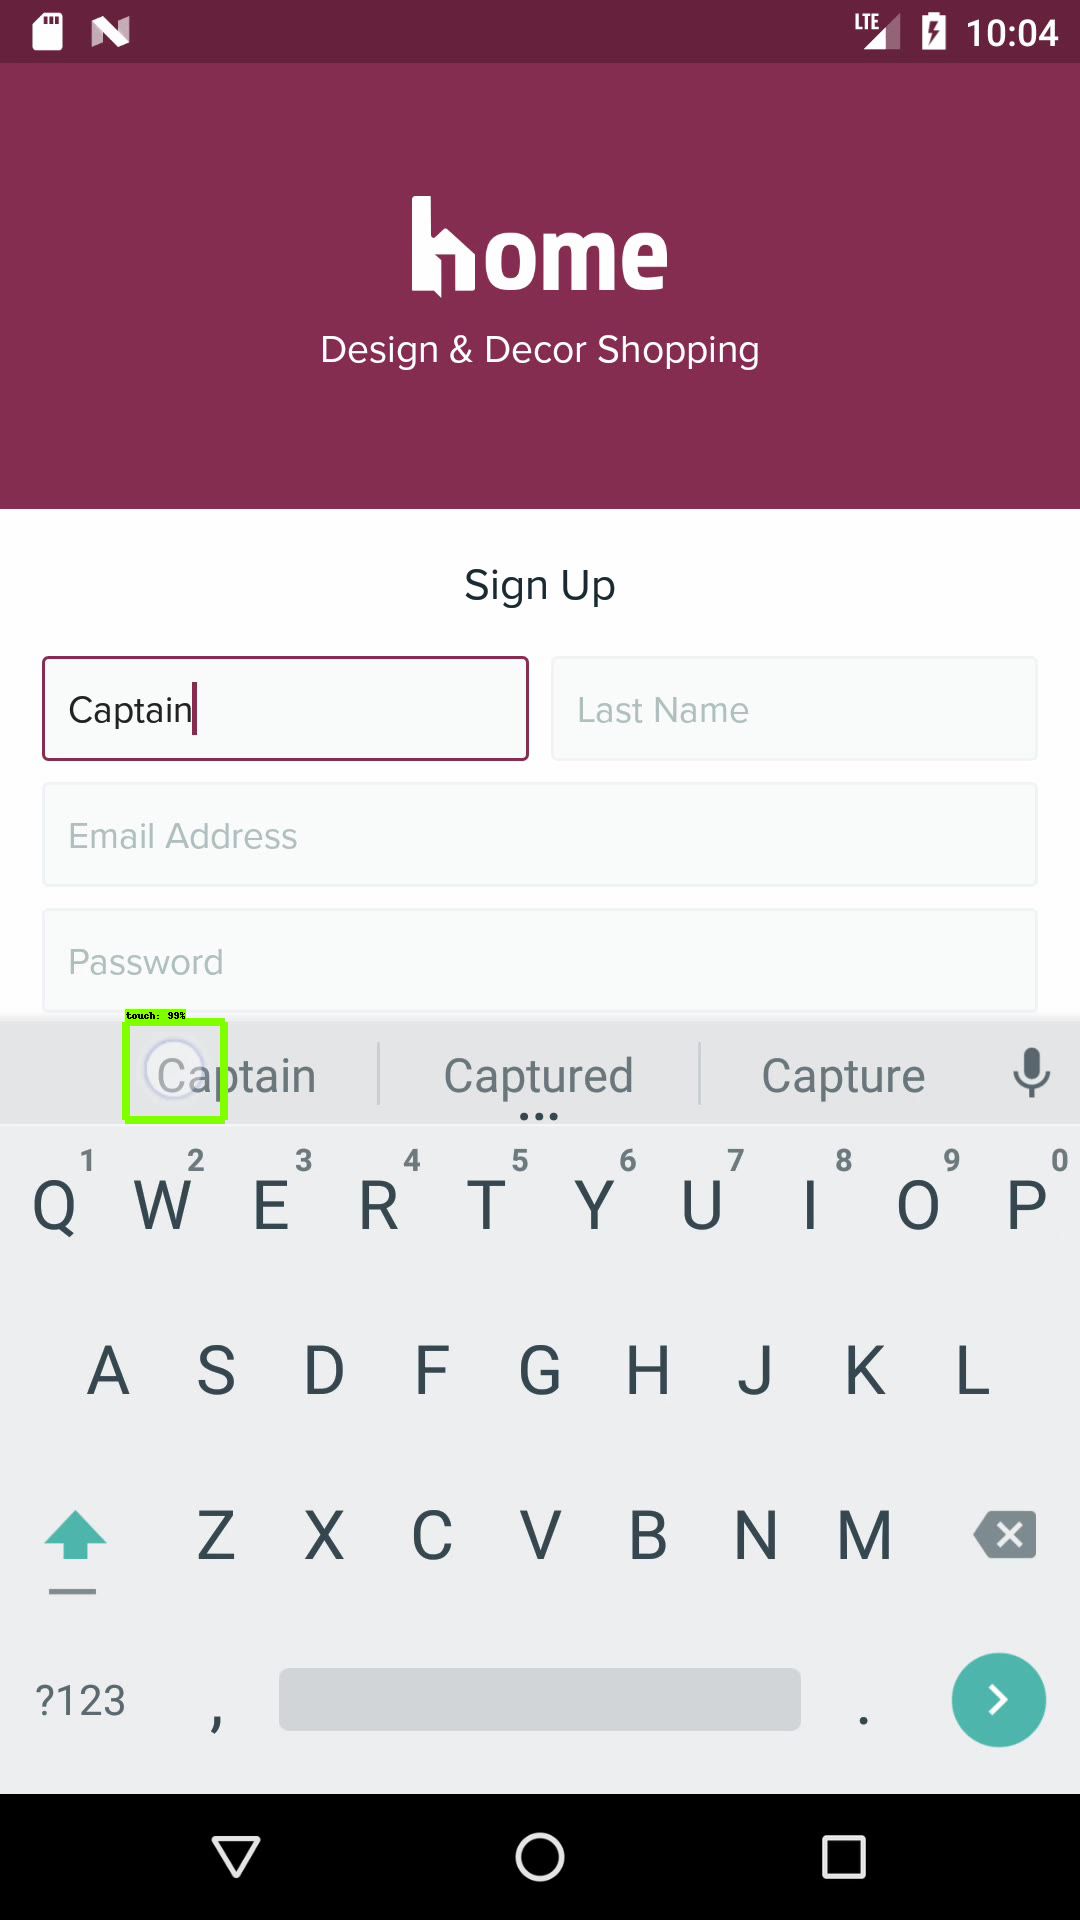 LTE 10:04
home
Design & Decor Shopping
Sign Up
Captain Last Name
Email Address
Password
touch: 99%
Captain Captured Capture
1 2 3 4 5 6 7 8 9 0
Q W E R T Y U I O P
A S D F G H J K L
Z X C V B N M
?123 , .